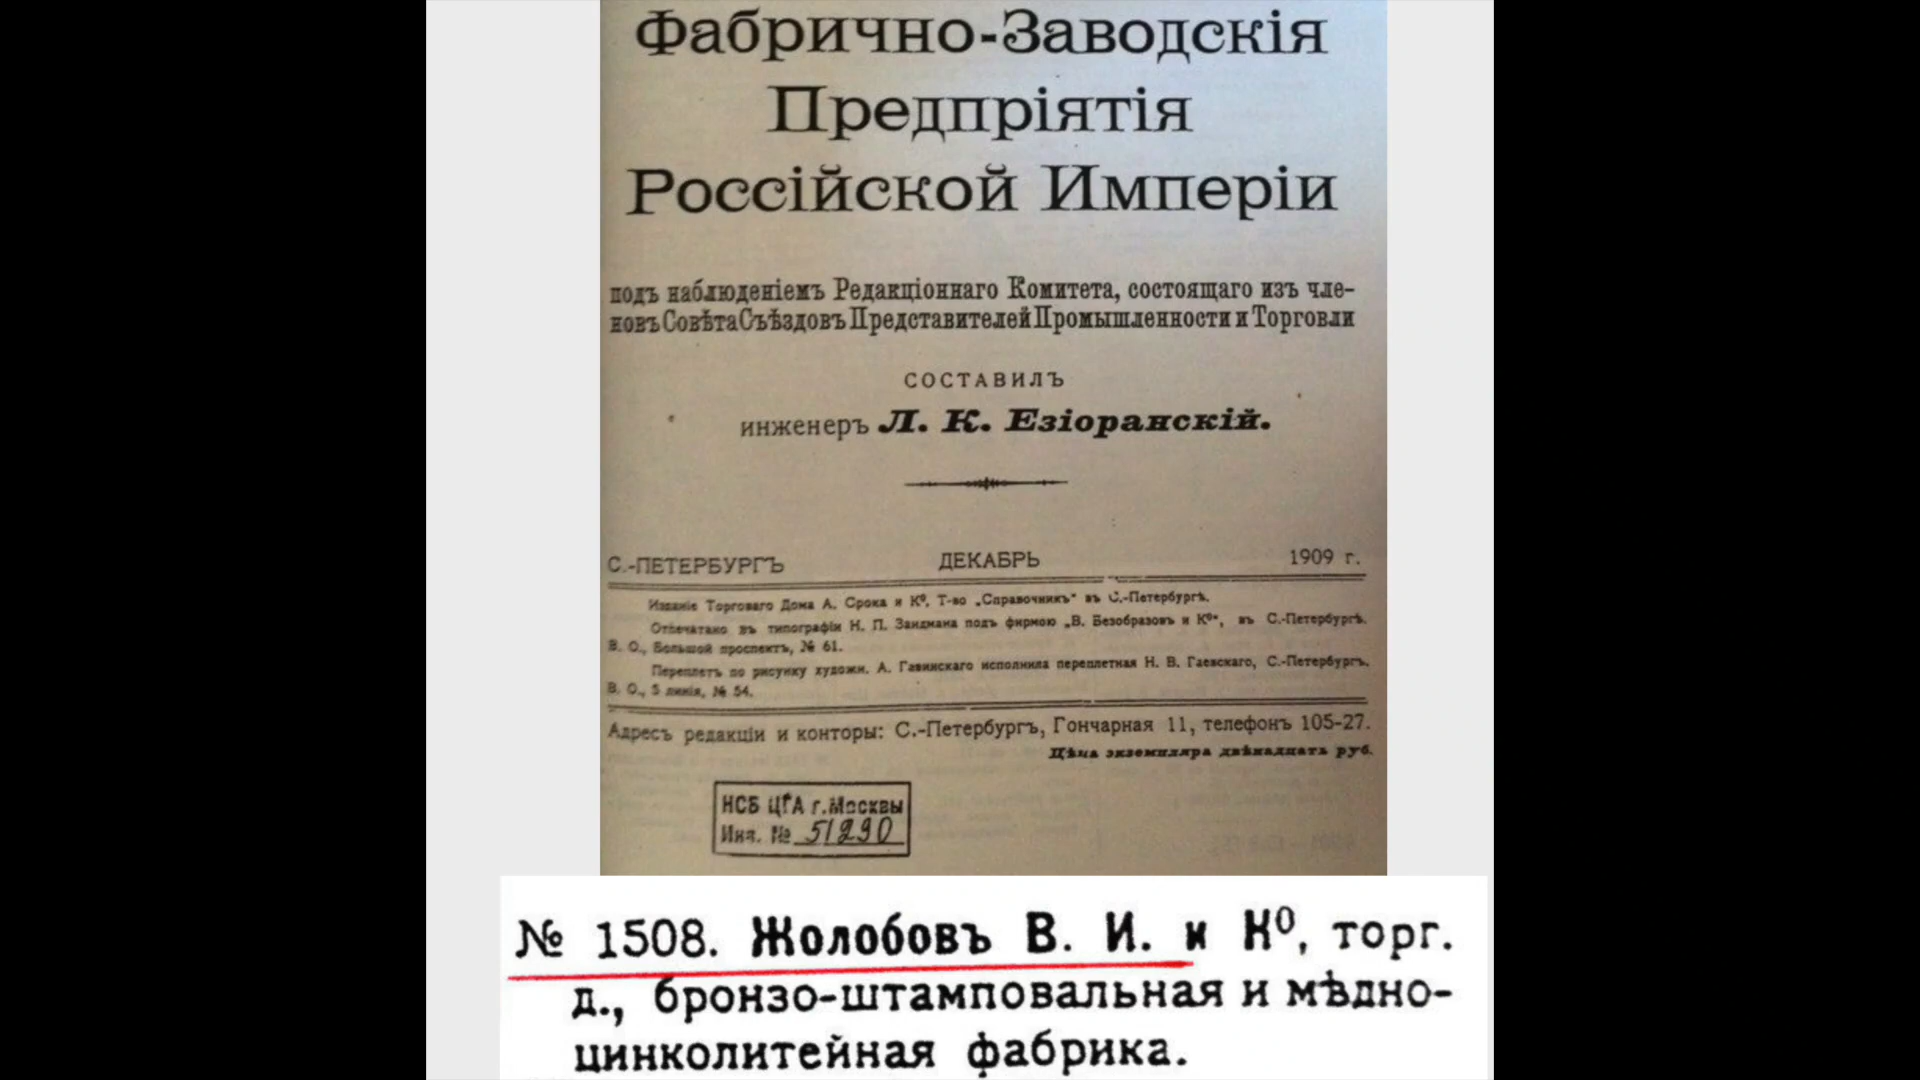 Фабрично-Заводскія
Предпріятія
Россійской Имперіи
подъ наблюденіемъ Редакціоннаго Комитета, состоящаго изъ чле-
новъ Совѣта Съѣздовъ Представителей Промышленности и Торговли
СОСТАВИЛЪ
инженеръ Л. К. Езіоранскій.
С.-ПЕТЕРБУРГЪ ДЕКАБРЬ 1909 г.
Изданіе Торговаго Дома А. Срока и К⁰. Т-во „Справочникъ" въ С.-Петербургѣ.
Отпечатано въ типографіи Н. П. Зандмана подъ фирмою „В. Безобразовъ и К⁰", въ С.-Петербургѣ.
В. О., Большой проспектъ, № 61.
Переплетъ по рисунку художн. А. Гавинскаго исполнила переплетная Н. В. Гаевскаго, С.-Петербургъ.
В. О., 5 линія, № 54.
Адресъ редакціи и конторы: С.-Петербургъ, Гончарная 11, телефонъ 105-27.
Цѣна экземпляра двѣнадцать руб.
НСБ ЦГА г.Москвы
Инв. № 51290
№ 1508. Жолобовъ В. И. и К⁰, торг.
д., бронзо-штамповальная и мѣдно-
цинколитейная фабрика.